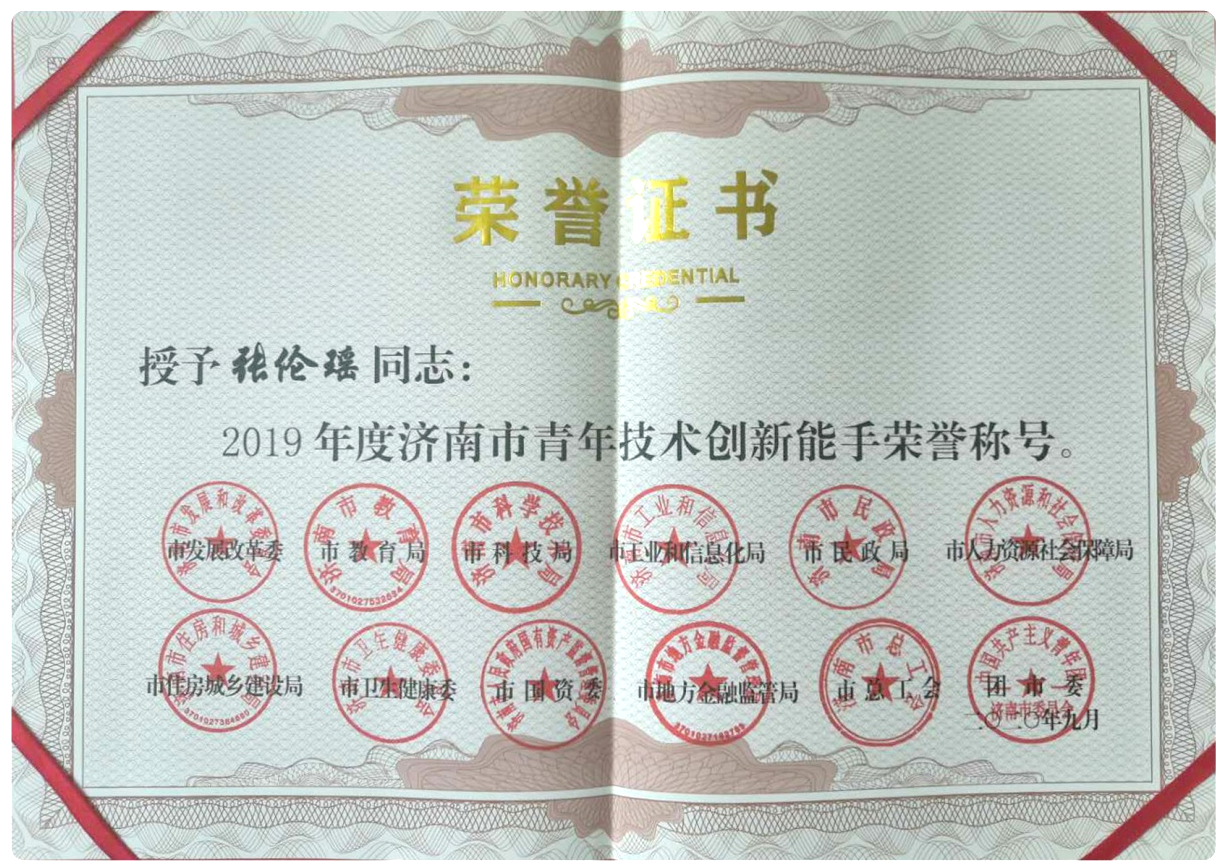 荣誉证书
HONORARY CREDENTIAL
授予张伦瑶同志：
2019年度济南市青年技术创新能手荣誉称号。
市发展改革委 市教育局 市科技局 市工业和信息化局 市民政局 市人力资源社会保障局
市住房城乡建设局 市卫生健康委 市国资委 市地方金融监管局 市总工会 团市委
二〇二〇年九月